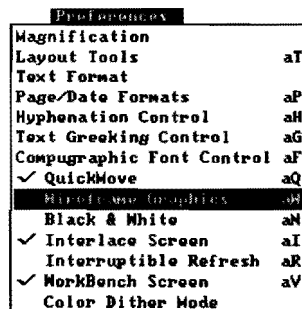 Preferences
Magnification
Layout Tools aT
Text Format
Page/Date Formats aP
Hyphenation Control aH
Text Greeking Control aG
Compugraphic Font Control aF
✓ QuickMove aQ
Wireframe Graphics aW
Black & White aN
✓ Interlace Screen aI
Interruptible Refresh aR
✓ WorkBench Screen aV
Color Dither Mode